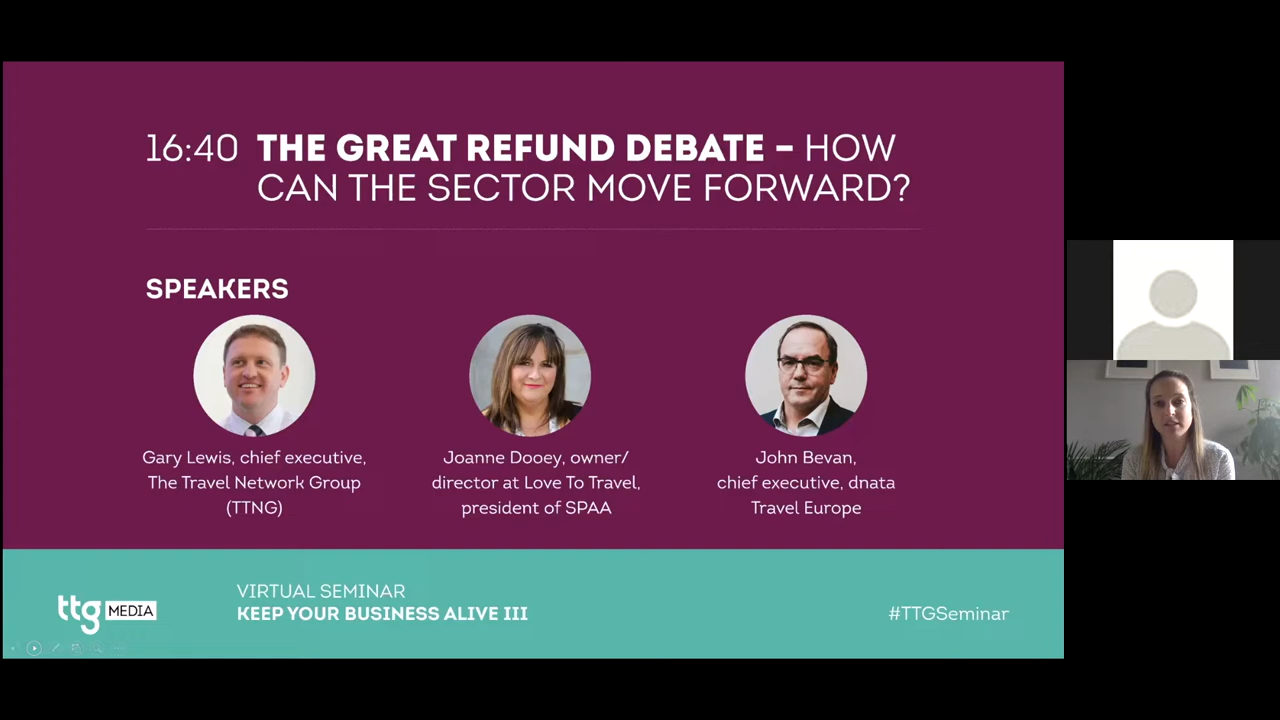 16:40 THE GREAT REFUND DEBATE – HOW
CAN THE SECTOR MOVE FORWARD?
SPEAKERS
Gary Lewis, chief executive,
The Travel Network Group
(TTNG)
Joanne Dooey, owner/
director at Love To Travel,
president of SPAA
John Bevan,
chief executive, dnata
Travel Europe
ttg MEDIA
VIRTUAL SEMINAR
KEEP YOUR BUSINESS ALIVE III
#TTGSeminar